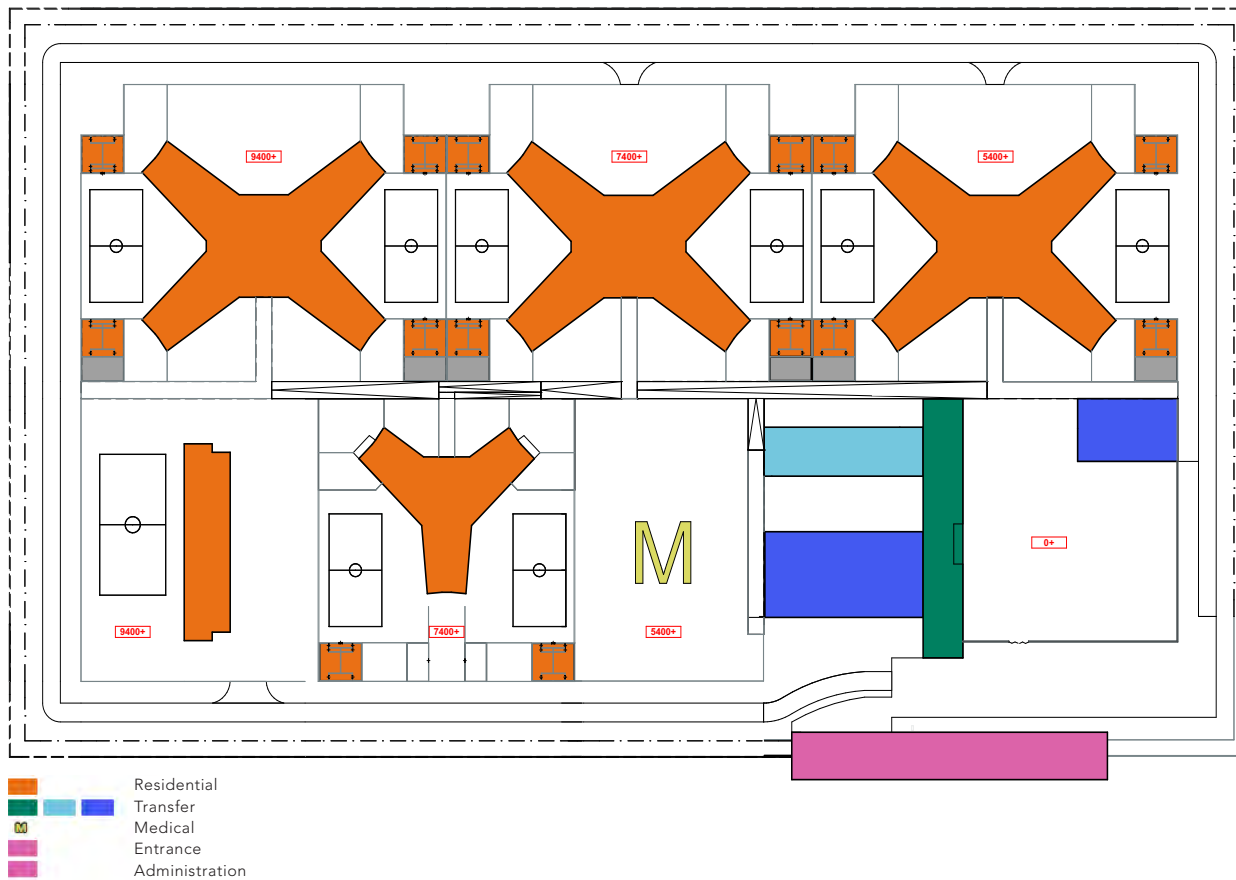 9400+
7400+
5400+
M
0+
9400+
7400+
5400+
Residential
Transfer
M
Medical
Entrance
Administration